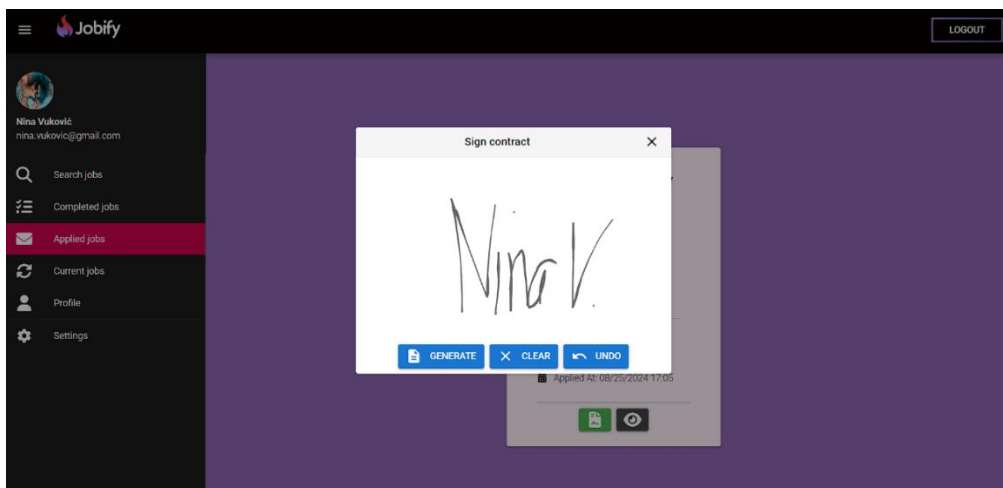 Jobify
LOGOUT
Nina Vuković
nina.vukovic@gmail.com
Search jobs
Completed jobs
Applied jobs
Current jobs
Profile
Settings
Sign contract
Nina V.
GENERATE
CLEAR
UNDO
Applied At: 08/25/2024 17:05